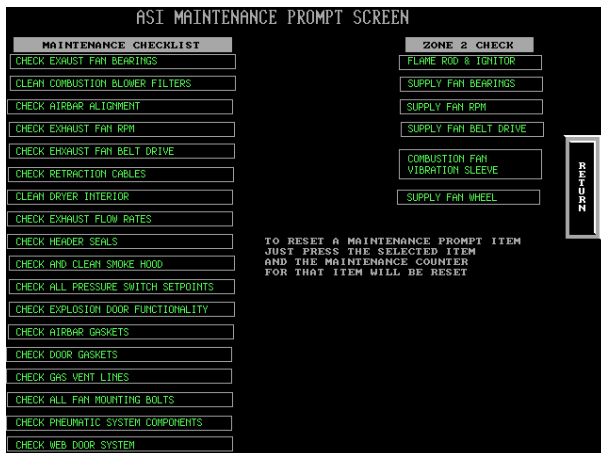 ASI MAINTENANCE PROMPT SCREEN
MAINTENANCE CHECKLIST
CHECK EXAUST FAN BEARINGS
CLEAN COMBUSTION BLOWER FILTERS
CHECK AIRBAR ALIGNMENT
CHECK EXHAUST FAN RPM
CHECK EHXAUST FAN BELT DRIVE
CHECK RETRACTION CABLES
CLEAN DRYER INTERIOR
CHECK EXHAUST FLOW RATES
CHECK HEADER SEALS
CHECK AND CLEAN SMOKE HOOD
CHECK ALL PRESSURE SWITCH SETPOINTS
CHECK EXPLOSION DOOR FUNCTIONALITY
CHECK AIRBAR GASKETS
CHECK DOOR GASKETS
CHECK GAS VENT LINES
CHECK ALL FAN MOUNTING BOLTS
CHECK PNEUMATIC SYSTEM COMPONENTS
CHECK WEB DOOR SYSTEM
ZONE 2 CHECK
FLAME ROD & IGNITOR
SUPPLY FAN BEARINGS
SUPPLY FAN RPM
SUPPLY FAN BELT DRIVE
COMBUSTION FAN
VIBRATION SLEEVE
SUPPLY FAN WHEEL
TO RESET A MAINTENANCE PROMPT ITEM
JUST PRESS THE SELECTED ITEM
AND THE MAINTENANCE COUNTER
FOR THAT ITEM WILL BE RESET
RETURN